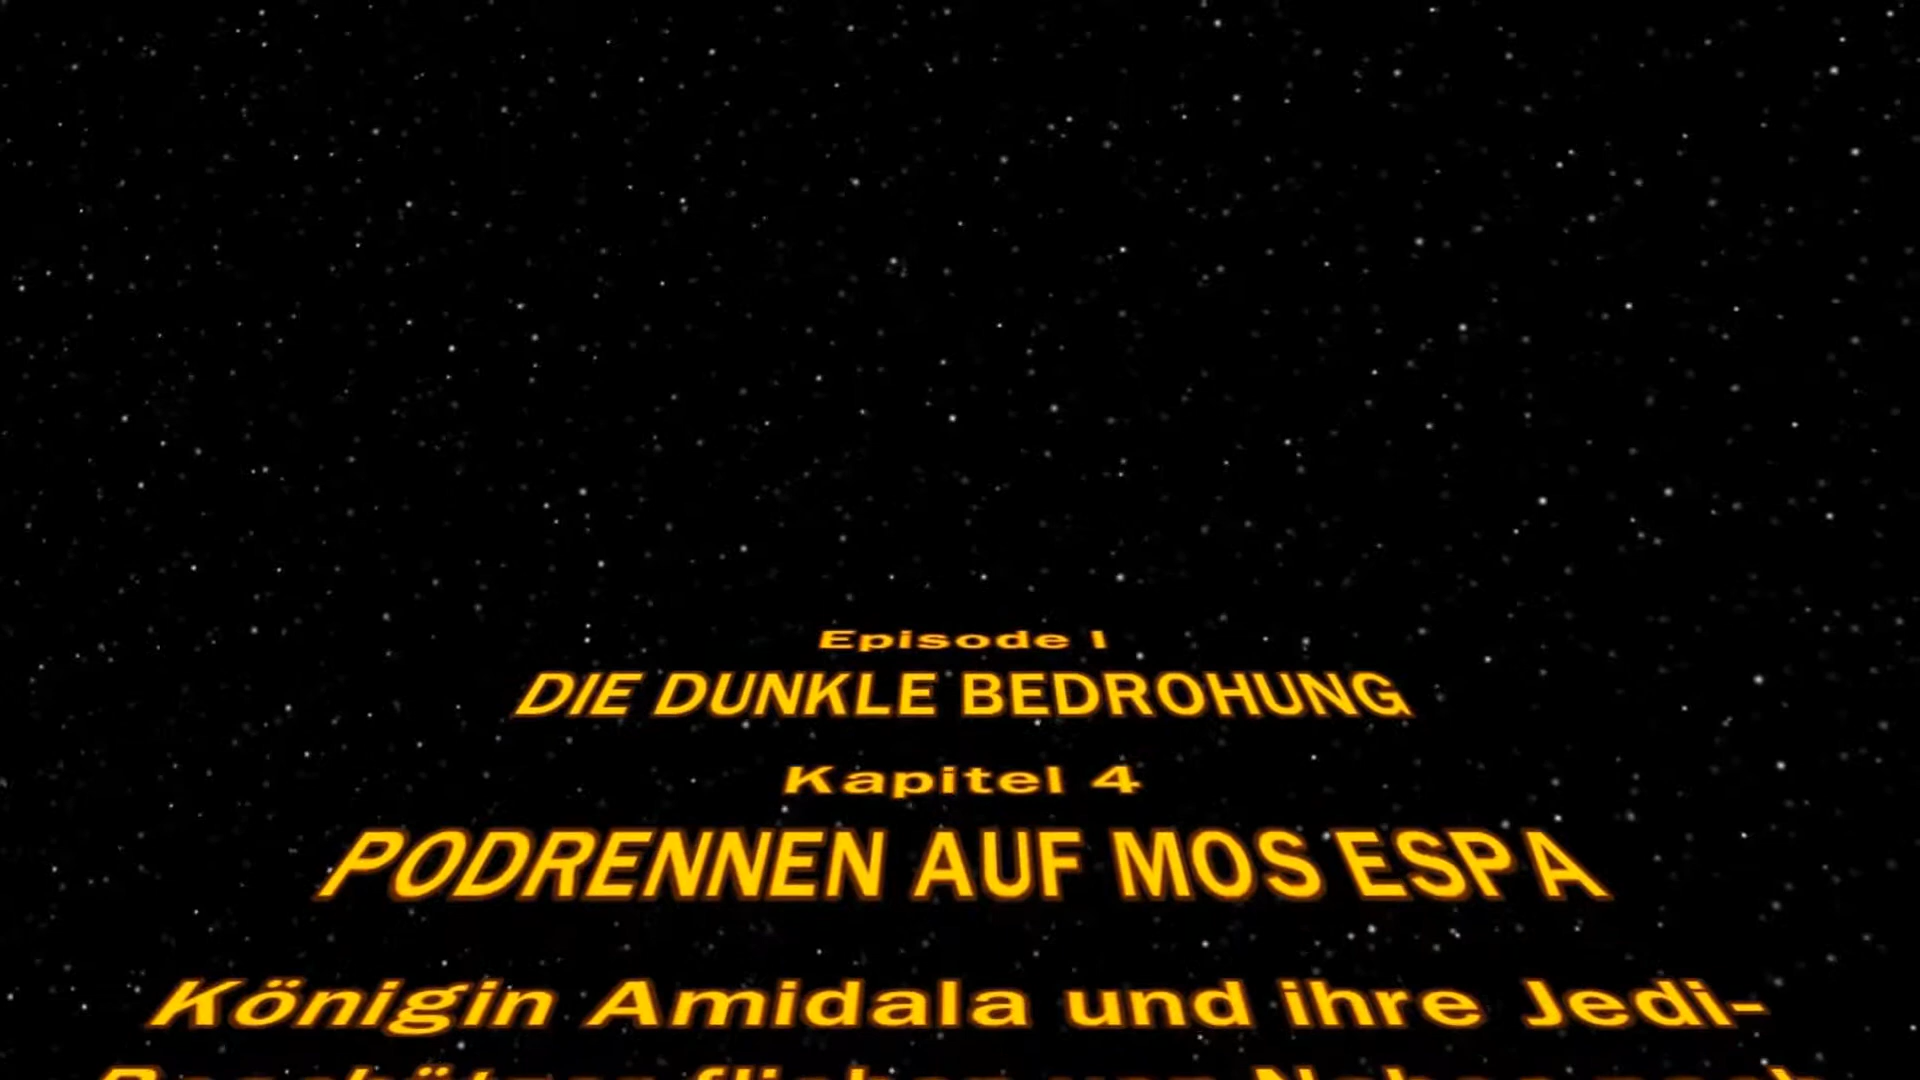 Episode I
DIE DUNKLE BEDROHUNG
Kapitel 4
PODRENNEN AUF MOS ESPA
Königin Amidala und ihre Jedi-